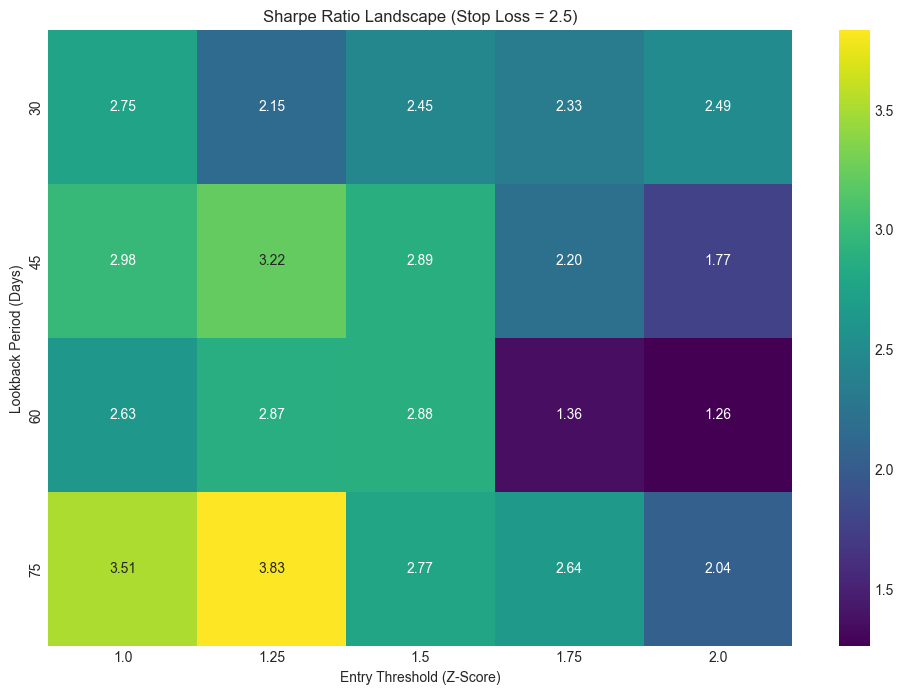 Sharpe Ratio Landscape (Stop Loss = 2.5)
Lookback Period (Days)
30 2.75 2.15 2.45 2.33 2.49
45 2.98 3.22 2.89 2.20 1.77
60 2.63 2.87 2.88 1.36 1.26
75 3.51 3.83 2.77 2.64 2.04
1.0 1.25 1.5 1.75 2.0
Entry Threshold (Z-Score)
3.5
3.0
2.5
2.0
1.5